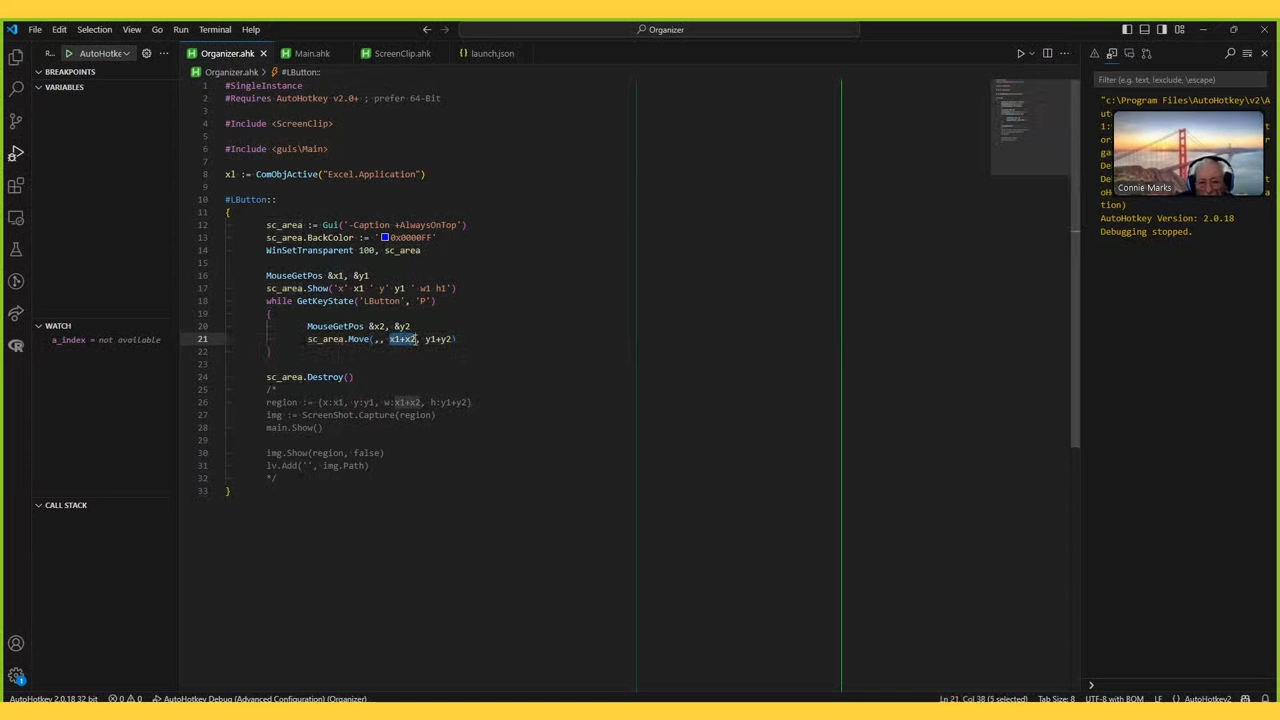 File Edit Selection View Go Run Terminal Help
Organizer
R... AutoHotke
Organizer.ahk Main.ahk ScreenClip.ahk launch.json
BREAKPOINTS
VARIABLES
WATCH
a_index = not available
CALL STACK
Organizer.ahk > #LButton::
1 #SingleInstance
2 #Requires AutoHotkey v2.0+ ; prefer 64-Bit
3
4 #Include <ScreenClip>
5
6 #Include <guis\Main>
7
8 xl := ComObjActive("Excel.Application")
9
10 #LButton::
11 {
12 sc_area := Gui('-Caption +AlwaysOnTop')
13 sc_area.BackColor := '0x0000FF'
14 WinSetTransparent 100, sc_area
15
16 MouseGetPos &x1, &y1
17 sc_area.Show('x' x1 ' y' y1 ' w1 h1')
18 while GetKeyState('LButton', 'P')
19 {
20 MouseGetPos &x2, &y2
21 sc_area.Move(,, x1+x2, y1+y2)
22 }
23
24 sc_area.Destroy()
25 /*
26 region := {x:x1, y:y1, w:x1+x2, h:y1+y2}
27 img := ScreenShot.Capture(region)
28 main.Show()
29
30 img.Show(region, false)
31 lv.Add('', img.Path)
32 */
33 }
Filter (e.g. text, !exclude, \escape)
"c:\Program Files\AutoHotkey\v2\A
Connie Marks
ation)
AutoHotkey Version: 2.0.18
Debugging stopped.
AutoHotkey 2.0.18 32 bit 0 0 AutoHotkey Debug (Advanced Configuration) (Organizer)
Ln 21, Col 38 (5 selected) Tab Size: 8 UTF-8 with BOM LF AutoHotkey2